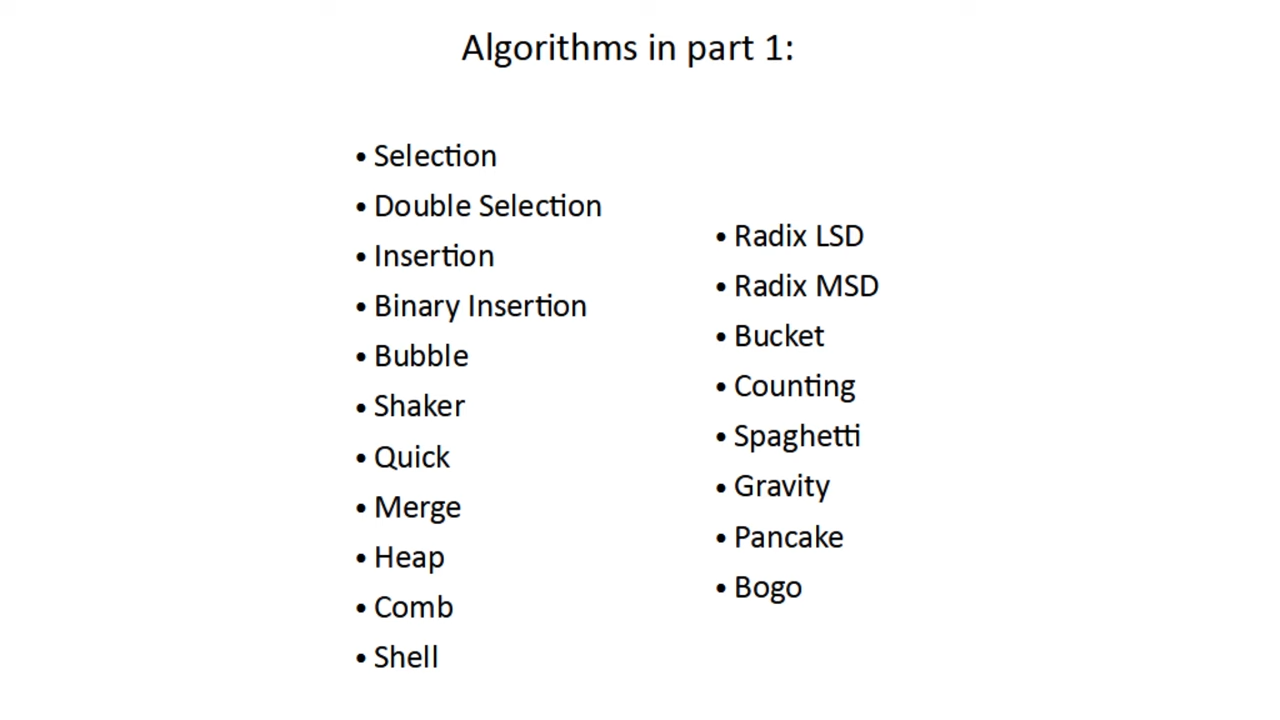 Algorithms in part 1:
• Selection
• Double Selection
• Insertion
• Binary Insertion
• Bubble
• Shaker
• Quick
• Merge
• Heap
• Comb
• Shell
• Radix LSD
• Radix MSD
• Bucket
• Counting
• Spaghetti
• Gravity
• Pancake
• Bogo